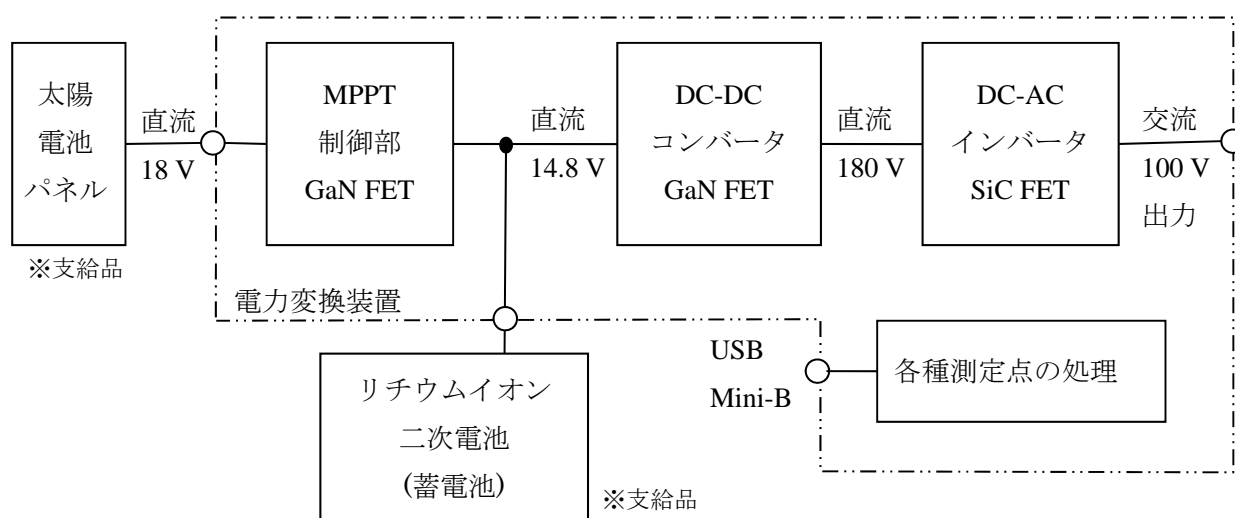 太陽
電池
パネル
※支給品
直流
18 V
MPPT
制御部
GaN FET
直流
14.8 V
DC-DC
コンバータ
GaN FET
直流
180 V
DC-AC
インバータ
SiC FET
交流
100 V
出力
電力変換装置
リチウムイオン
二次電池
(蓄電池)
※支給品
USB
Mini-B
各種測定点の処理